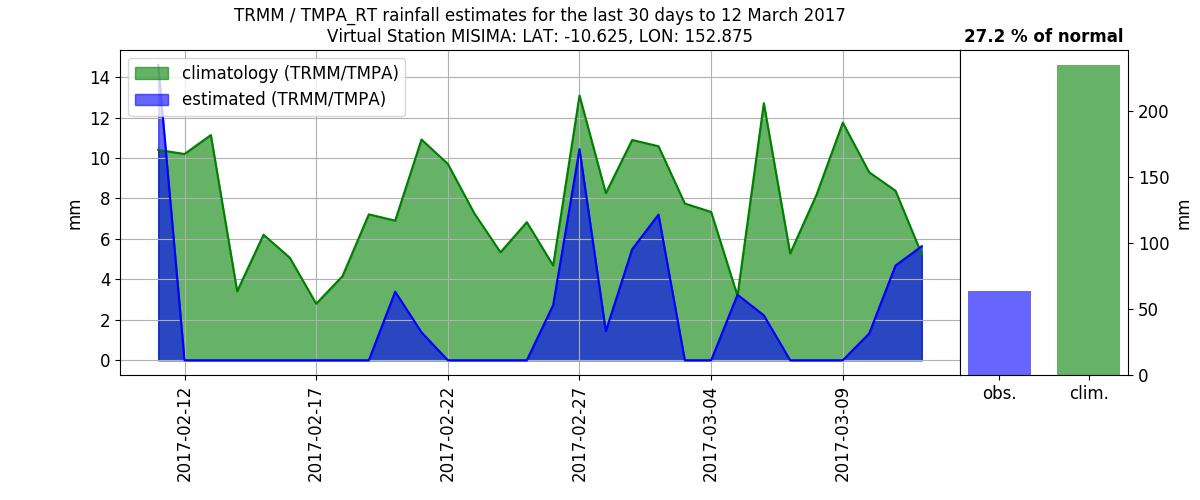 TRMM / TMPA_RT rainfall estimates for the last 30 days to 12 March 2017
Virtual Station MISIMA: LAT: -10.625, LON: 152.875
27.2 % of normal
climatology (TRMM/TMPA)
estimated (TRMM/TMPA)
mm
14
12
10
8
6
4
2
0
2017-02-12
2017-02-17
2017-02-22
2017-02-27
2017-03-04
2017-03-09
200
150
100
50
0
mm
obs.
clim.